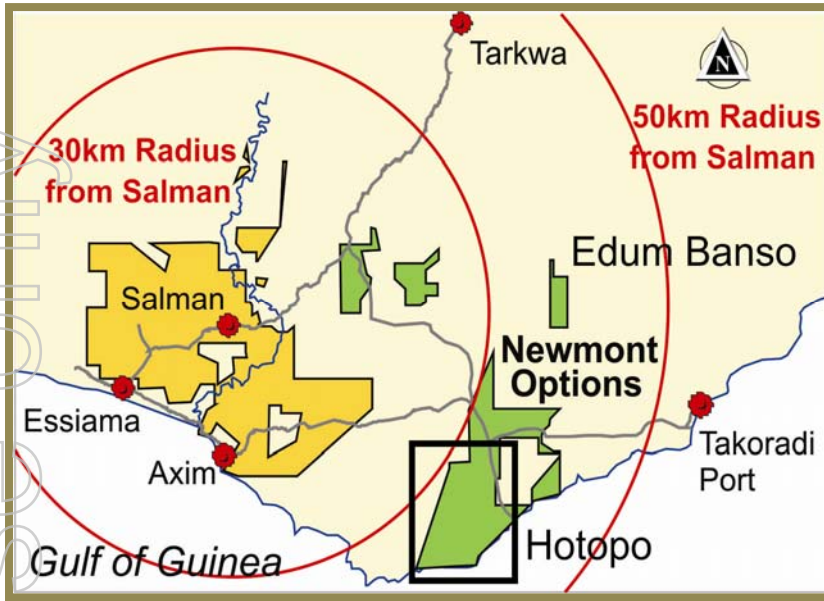 Tarkwa
N
30km Radius
from Salman
50km Radius
from Salman
Edum Banso
Salman
Newmont
Options
Essiama
Takoradi
Port
Axim
Hotopo
Gulf of Guinea